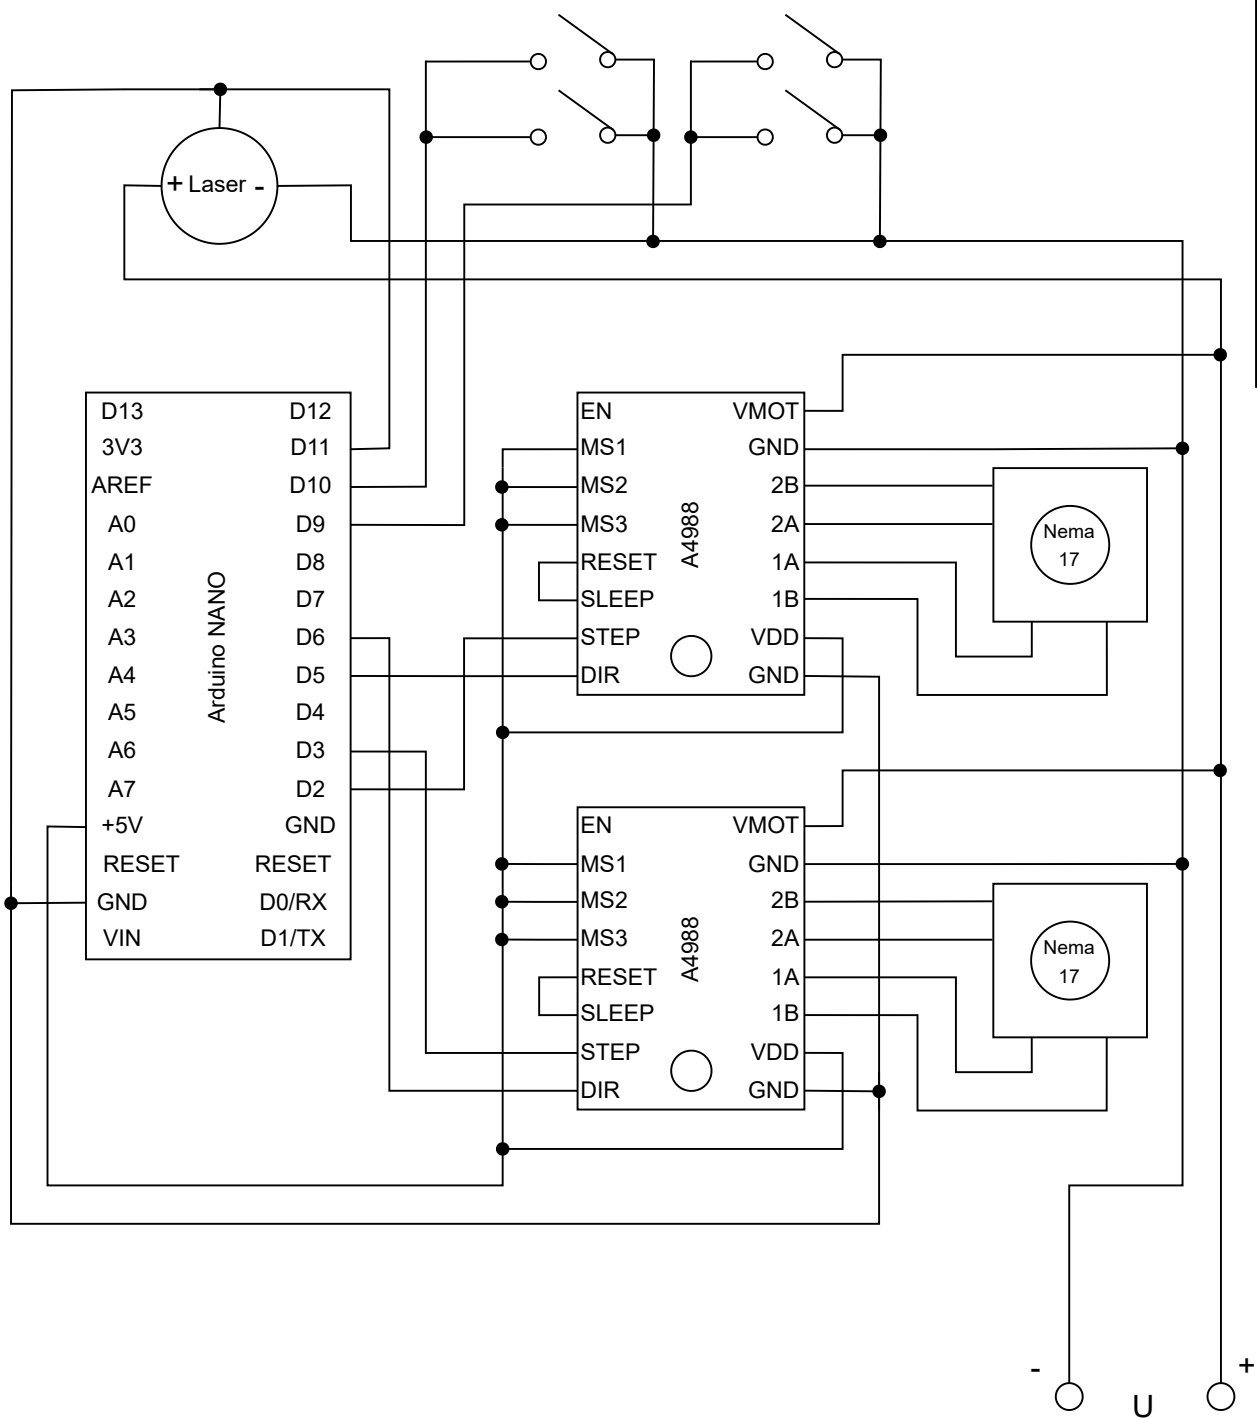 + Laser -
D13 D12
3V3 D11
AREF D10
A0 D9
A1 D8
A2 D7
A3 D6
A4 D5
A5 D4
A6 D3
A7 D2
+5V GND
RESET RESET
GND D0/RX
VIN D1/TX
Arduino NANO
EN VMOT
MS1 GND
MS2 2B
MS3 2A
RESET 1A
SLEEP 1B
STEP VDD
DIR GND
A4988
Nema
17
EN VMOT
MS1 GND
MS2 2B
MS3 2A
RESET 1A
SLEEP 1B
STEP VDD
DIR GND
A4988
Nema
17
- +
U